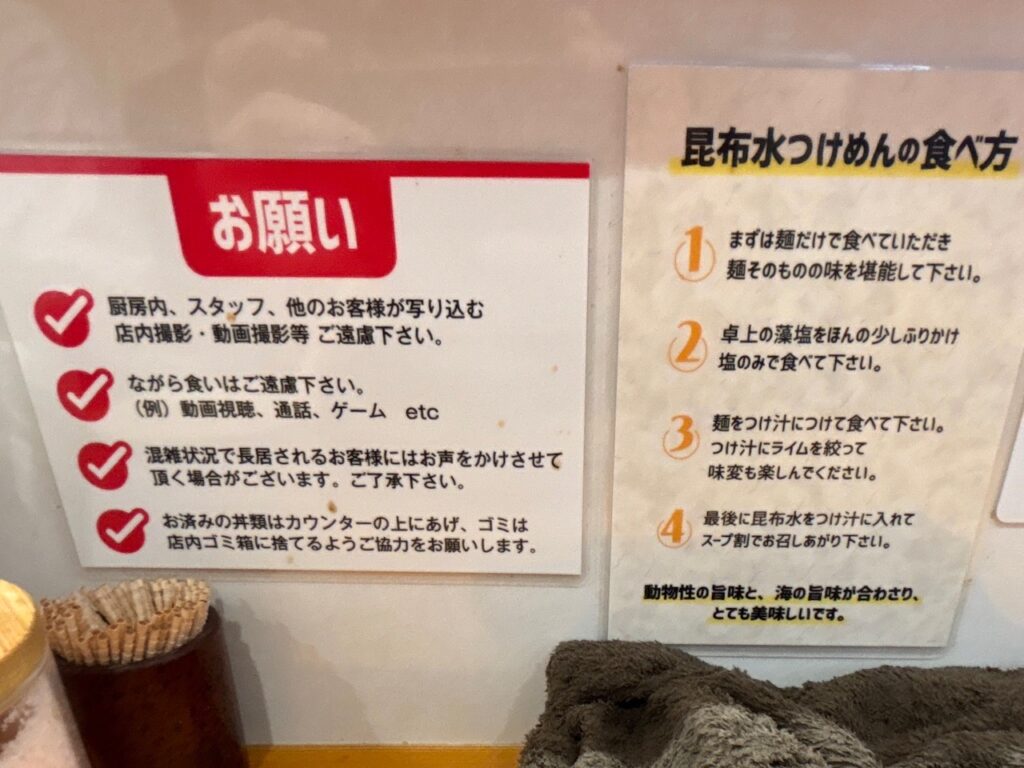 お願い
厨房内、スタッフ、他のお客様が写り込む
店内撮影・動画撮影等 ご遠慮下さい。
ながら食いはご遠慮下さい。
（例）動画視聴、通話、ゲーム　etc
混雑状況で長居されるお客様にはお声をかけさせて
頂く場合がございます。ご了承下さい。
お済みの丼類はカウンターの上にあげ、ゴミは
店内ゴミ箱に捨てるようご協力をお願いします。
昆布水つけめんの食べ方
1 まずは麺だけで食べていただき
麺そのものの味を堪能して下さい。
2 卓上の藻塩をほんの少しふりかけ
塩のみで食べて下さい。
3 麺をつけ汁につけて食べて下さい。
つけ汁にライムを絞って
味変も楽しんでください。
4 最後に昆布水をつけ汁に入れて
スープ割でお召しあがり下さい。
動物性の旨味と、海の旨味が合わさり、
とても美味しいです。